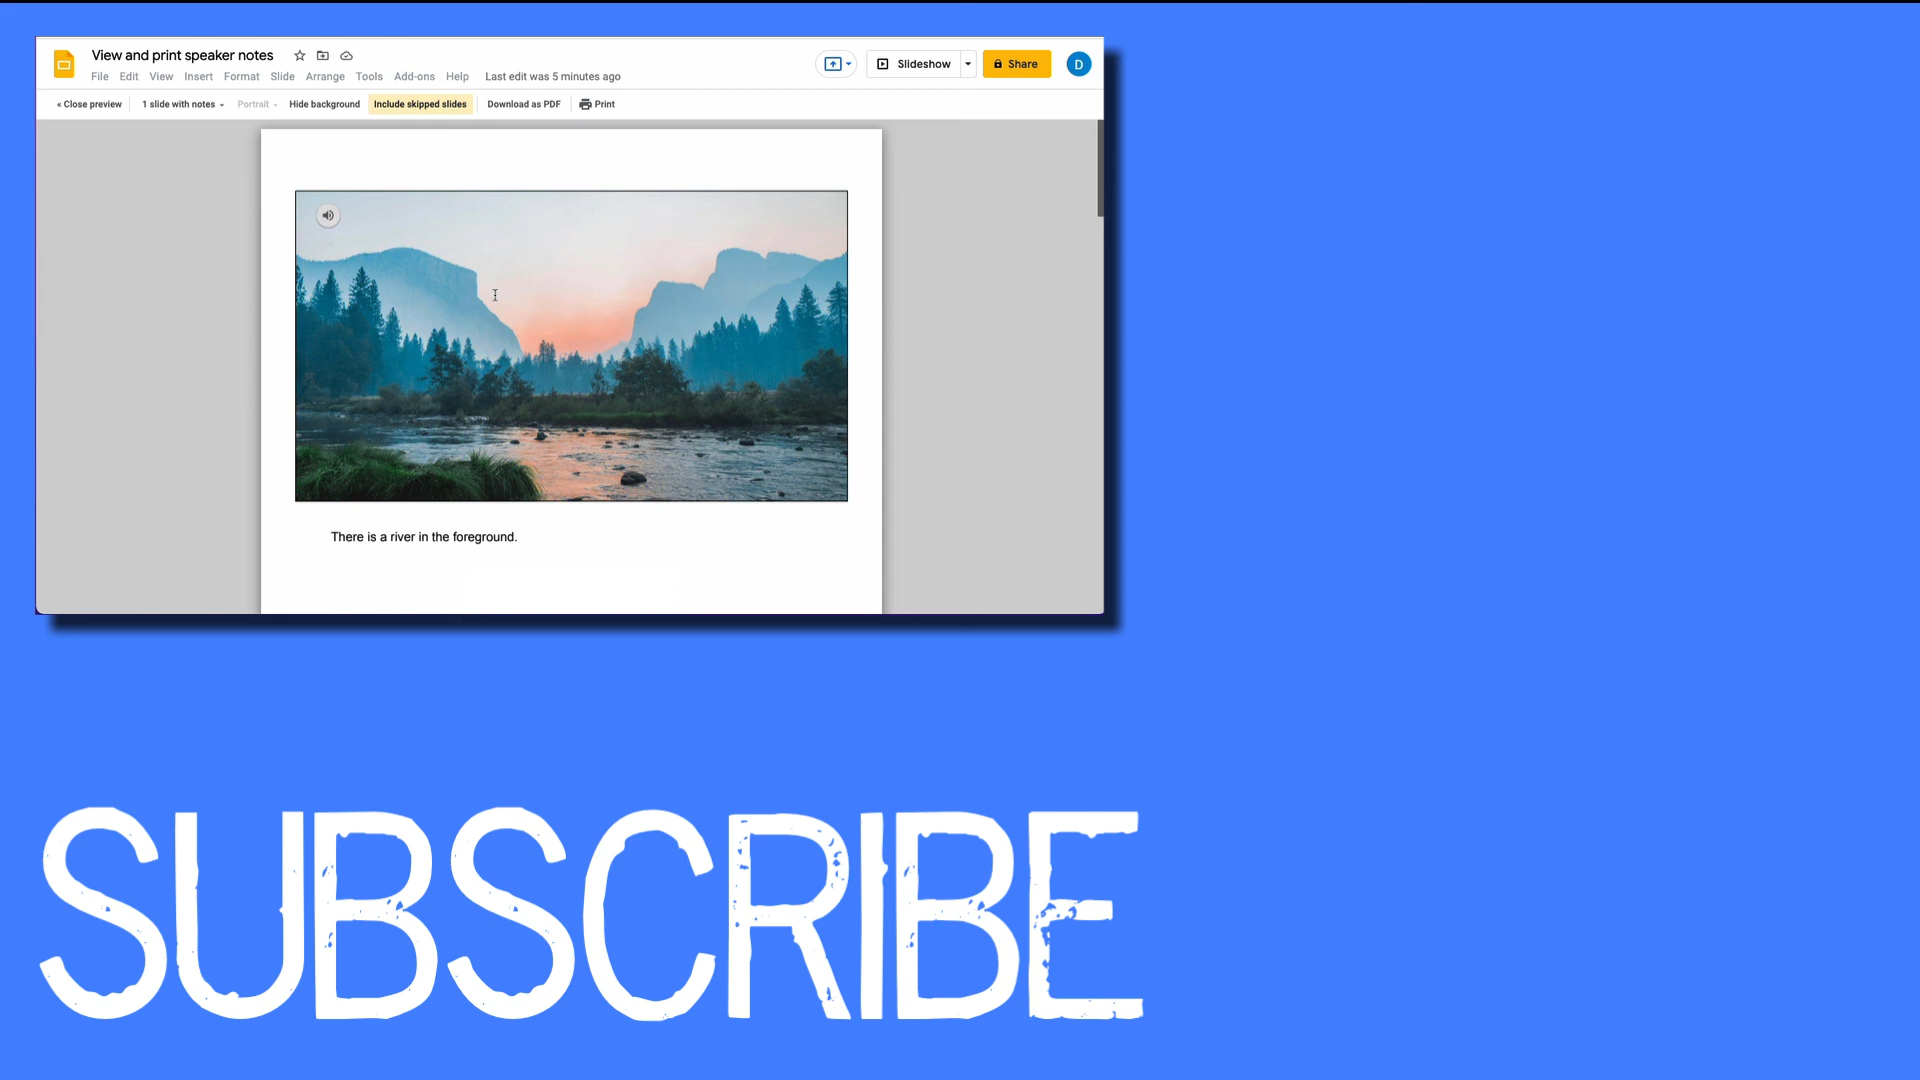 View and print speaker notes
File Edit View Insert Format Slide Arrange Tools Add-ons Help Last edit was 5 minutes ago
Slideshow Share D
« Close preview 1 slide with notes Portrait Hide background Include skipped slides Download as PDF Print
There is a river in the foreground.
SUBSCRIBE